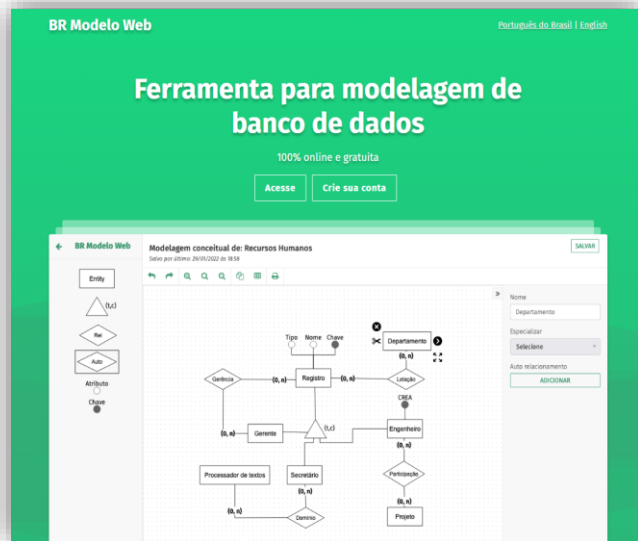 BR Modelo Web
Português do Brasil | English
Ferramenta para modelagem de
banco de dados
100% online e gratuita
Acesse
Crie sua conta
BR Modelo Web
Modelagem conceitual de: Recursos Humanos
Salvo por último: 29/01/2022 às 18:58
SALVAR
Entity
(t,c)
Rel
Auto
Atributo
Chave
Tipo
Nome
Chave
Departamento
(0, n)
Gerência
(0, n)
Registro
(0, n)
Lotação
CREA
(0, n)
Gerente
(t,c)
Engenheiro
(0, n)
Processador de textos
Secretário
Participação
(0, n)
(0, n)
(0, n)
Domínio
Projeto
Nome
Departamento
Especializar
Selecione
Auto relacionamento
ADICIONAR